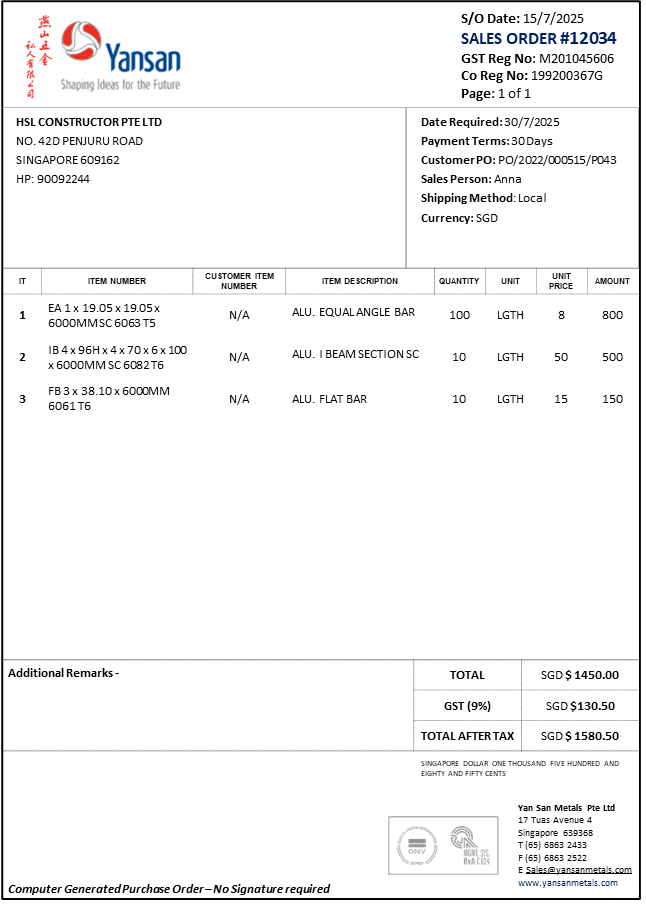 燕山五金
私人有限公司
Yansan
Shaping Ideas for the Future
S/O Date: 15/7/2025
SALES ORDER #12034
GST Reg No: M201045606
Co Reg No: 199200367G
Page: 1 of 1
HSL CONSTRUCTOR PTE LTD
NO. 42D PENJURU ROAD
SINGAPORE 609162
HP: 90092244
Date Required: 30/7/2025
Payment Terms: 30 Days
Customer PO: PO/2022/000515/P043
Sales Person: Anna
Shipping Method: Local
Currency: SGD
IT ITEM NUMBER CUSTOMER ITEM NUMBER ITEM DESCRIPTION QUANTITY UNIT UNIT PRICE AMOUNT
1 EA 1 x 19.05 x 19.05 x N/A ALU. EQUAL ANGLE BAR 100 LGTH 8 800
6000MM SC 6063 T5
2 IB 4 x 96H x 4 x 70 x 6 x 100 N/A ALU. I BEAM SECTION SC 10 LGTH 50 500
x 6000MM SC 6082 T6
3 FB 3 x 38.10 x 6000MM N/A ALU. FLAT BAR 10 LGTH 15 150
6061 T6
Additional Remarks -
TOTAL SGD $ 1450.00
GST (9%) SGD $130.50
TOTAL AFTER TAX SGD $ 1580.50
SINGAPORE DOLLAR ONE THOUSAND FIVE HUNDRED AND
EIGHTY AND FIFTY CENTS
Yan San Metals Pte Ltd
17 Tuas Avenue 4
Singapore 639368
T (65) 6863 2433
F (65) 6863 2522
E Sales@yansanmetals.com
www.yansanmetals.com
DNV
MGMT. SYS.
RvA C 024
Computer Generated Purchase Order – No Signature required